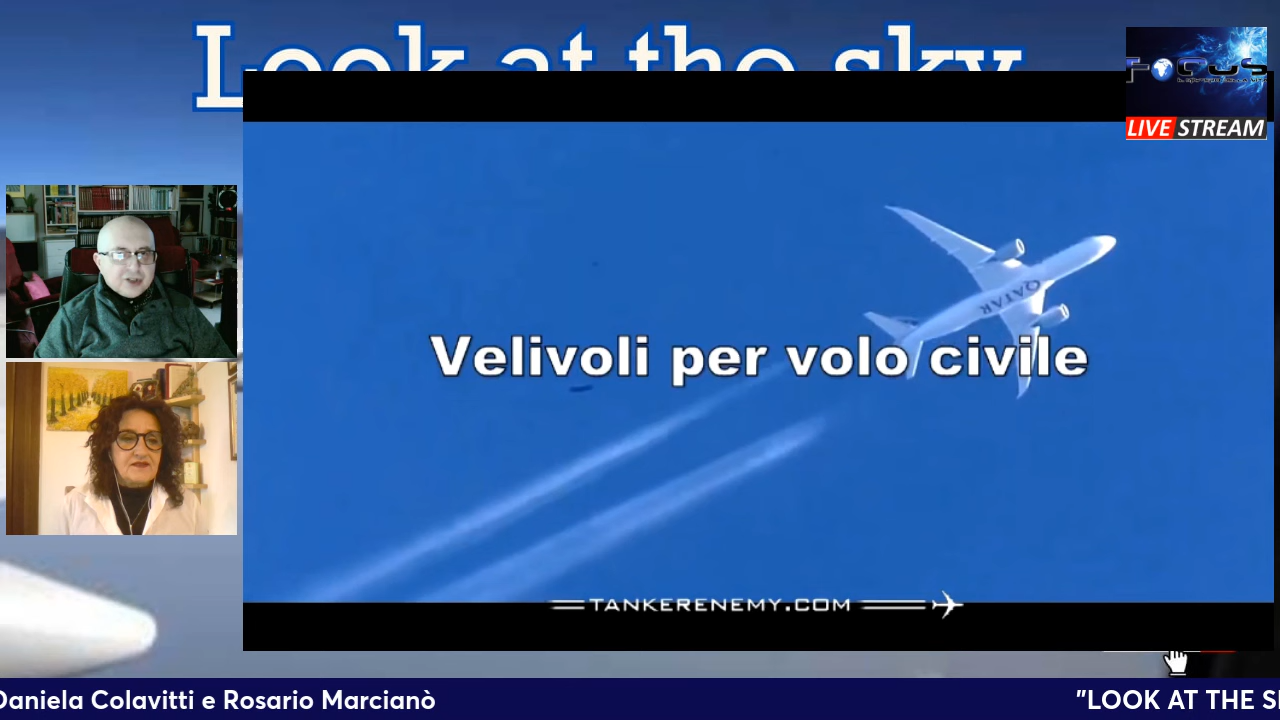 Look at the sky
FOCUS
LIVE STREAM
QATAR
Velivoli per volo civile
TANKERENEMY.COM
Daniela Colavitti e Rosario Marcianò
"LOOK AT THE S